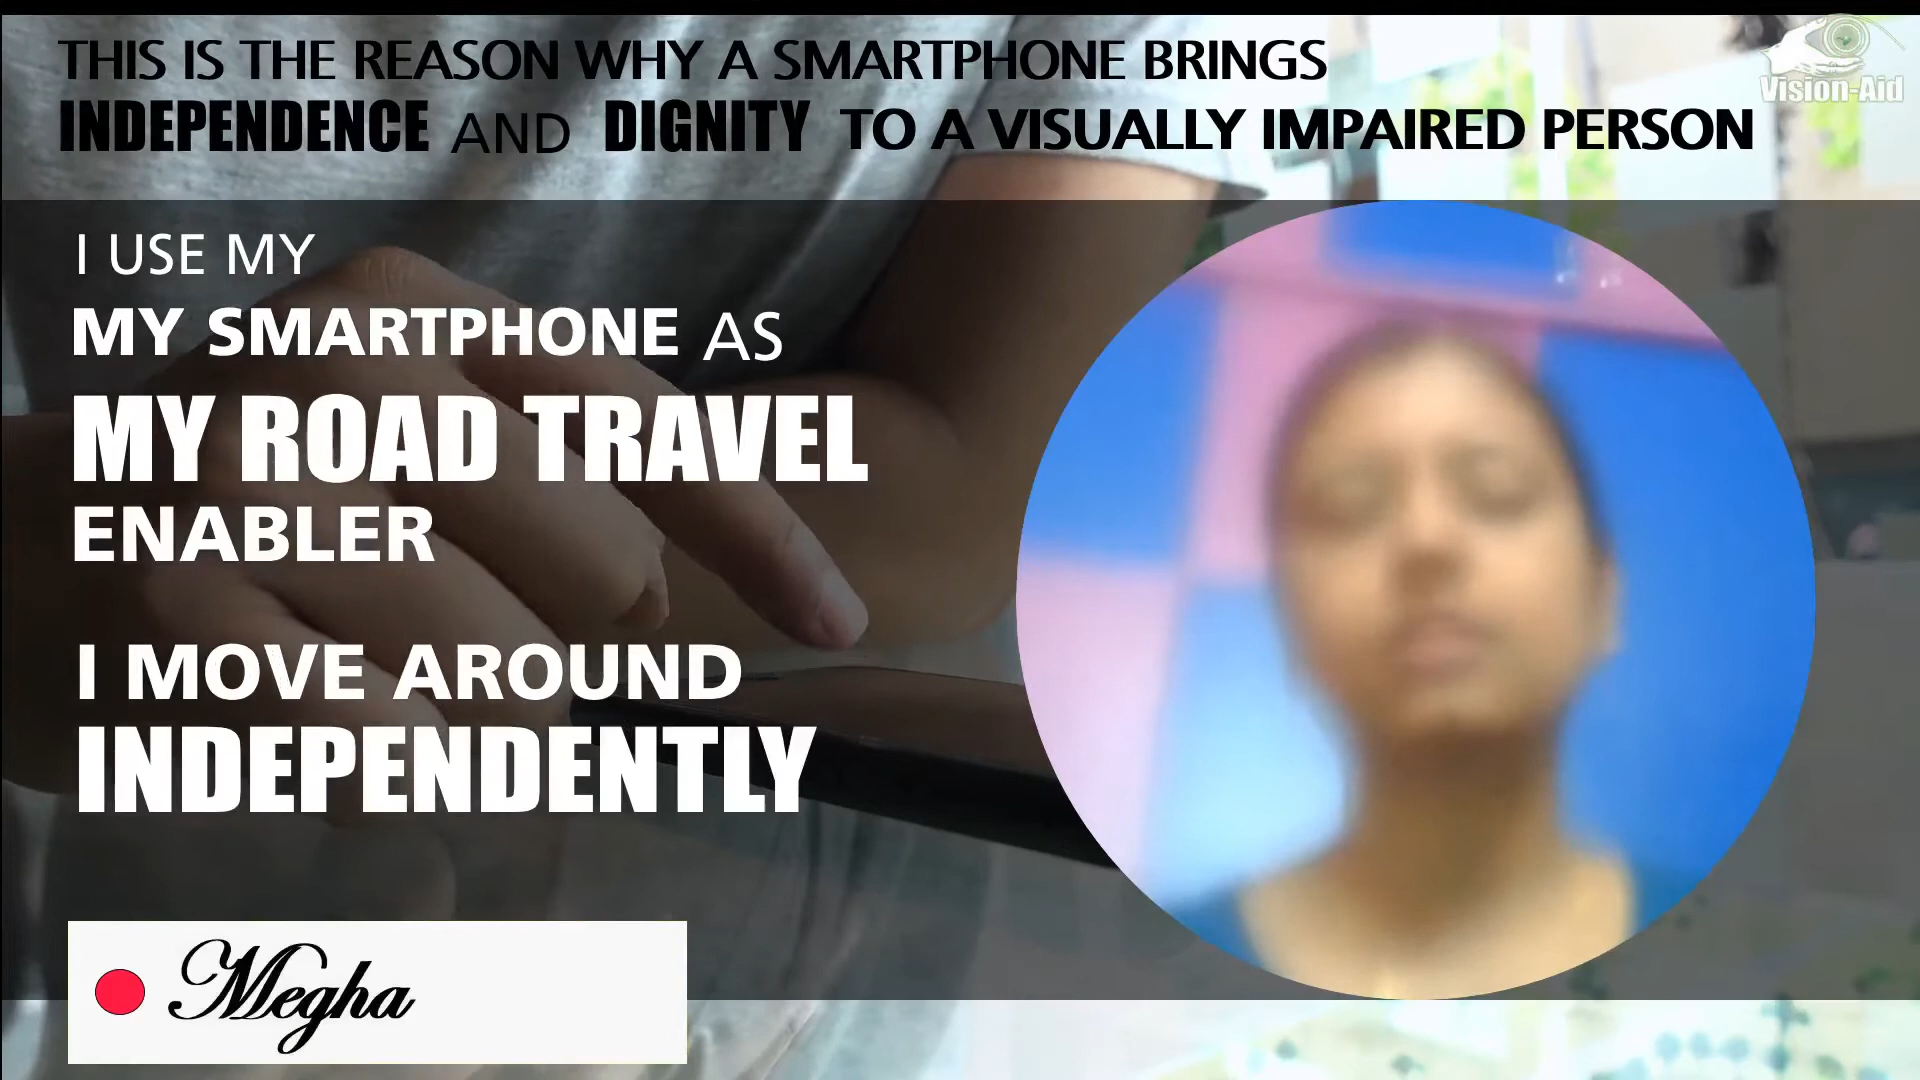 THIS IS THE REASON WHY A SMARTPHONE BRINGS
INDEPENDENCE AND DIGNITY TO A VISUALLY IMPAIRED PERSON
Vision-Aid
I USE MY
MY SMARTPHONE AS
MY ROAD TRAVEL
ENABLER
I MOVE AROUND
INDEPENDENTLY
Megha